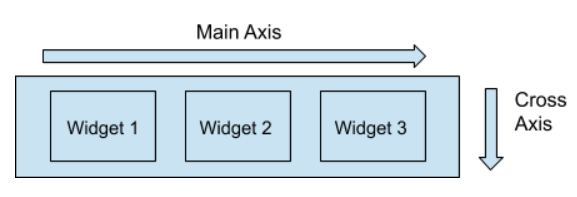 Main Axis
Widget 1
Widget 2
Widget 3
Cross
Axis